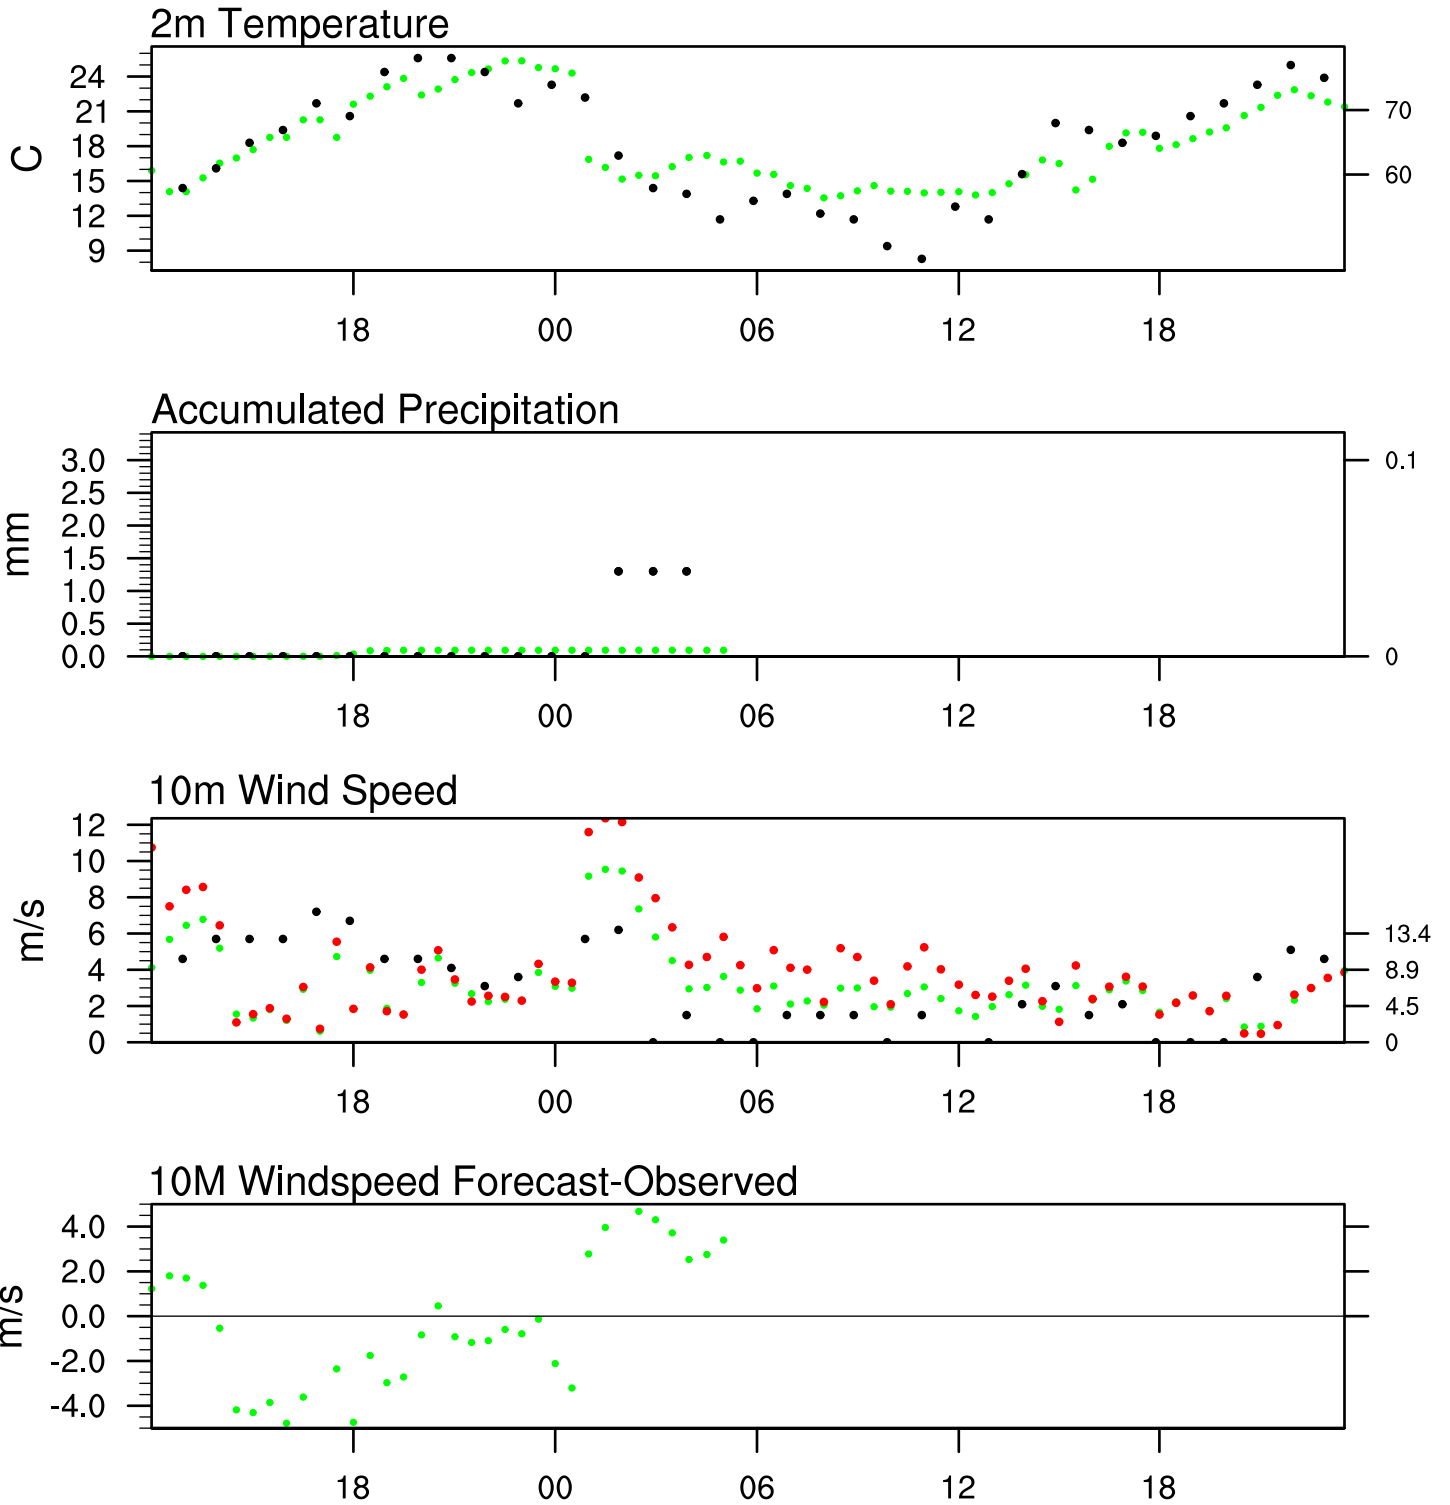 2m Temperature
24
21
18
15
12
9
C
70
60
18 00 06 12 18
Accumulated Precipitation
3.0
2.5
2.0
1.5
1.0
0.5
0.0
mm
0.1
0
18 00 06 12 18
10m Wind Speed
12
10
8
6
4
2
0
m/s
13.4
8.9
4.5
0
18 00 06 12 18
10M Windspeed Forecast-Observed
4.0
2.0
0.0
-2.0
-4.0
m/s
18 00 06 12 18